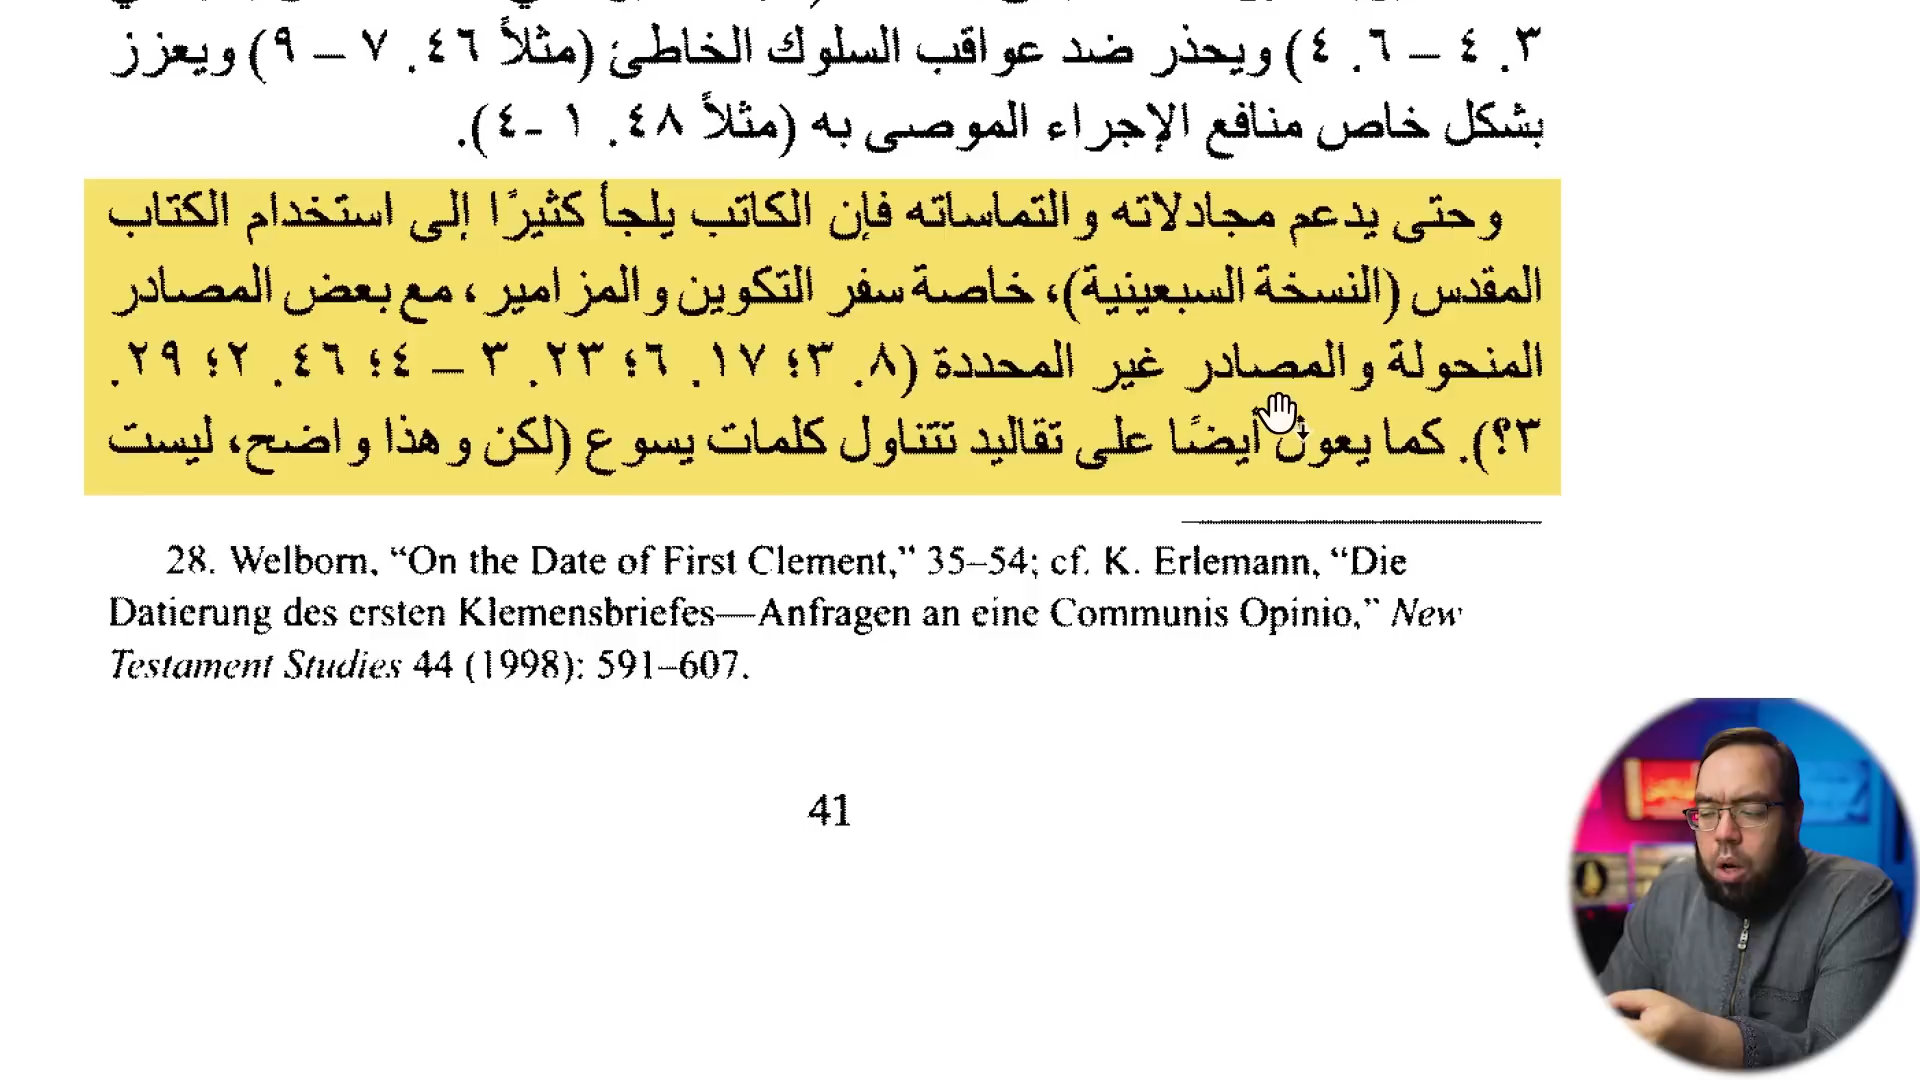 ٣. ٤ – ٦. ٤) ويحذر ضد عواقب السلوك الخاطئ (مثلاً ٤٦. ٧ – ٩) ويعزز
بشكل خاص منافع الإجراء الموصى به (مثلاً ٤٨. ١ -٤).
وحتى يدعم مجادلاته والتماساته فإن الكاتب يلجأ كثيرًا إلى استخدام الكتاب
المقدس (النسخة السبعينية)، خاصة سفر التكوين والمزامير، مع بعض المصادر
المنحولة والمصادر غير المحددة (٨. ٣؛ ١٧. ٦؛ ٢٣. ٣ – ٤؛ ٤٦. ٢؛ ٢٩.
٣؟). كما يعول أيضًا على تقاليد تتناول كلمات يسوع (لكن وهذا واضح، ليست
28. Welborn, “On the Date of First Clement,” 35–54; cf. K. Erlemann, “Die
Datierung des ersten Klemensbriefes—Anfragen an eine Communis Opinio,” New
Testament Studies 44 (1998): 591–607.
41